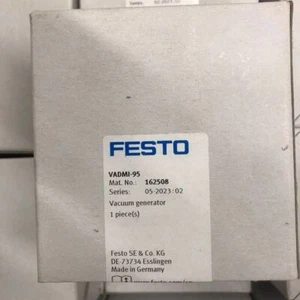 FESTO
VADMI-95
Mat. No.: 162508
Series: 05-2023:02
Vacuum generator
1 piece(s)
Festo SE & Co. KG
DE-73734 Esslingen
Made in Germany